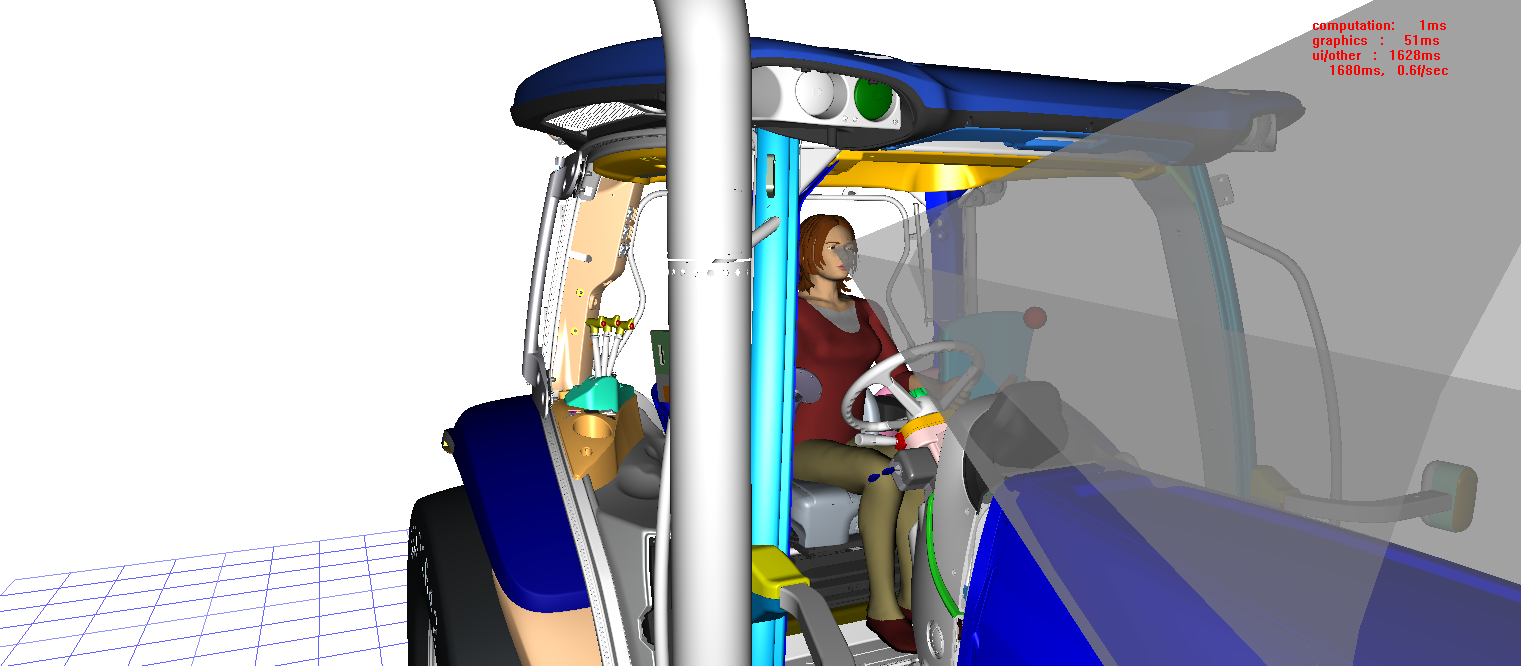 computation: 1ms
graphics : 51ms
ui/other : 1628ms
1680ms, 0.6f/sec